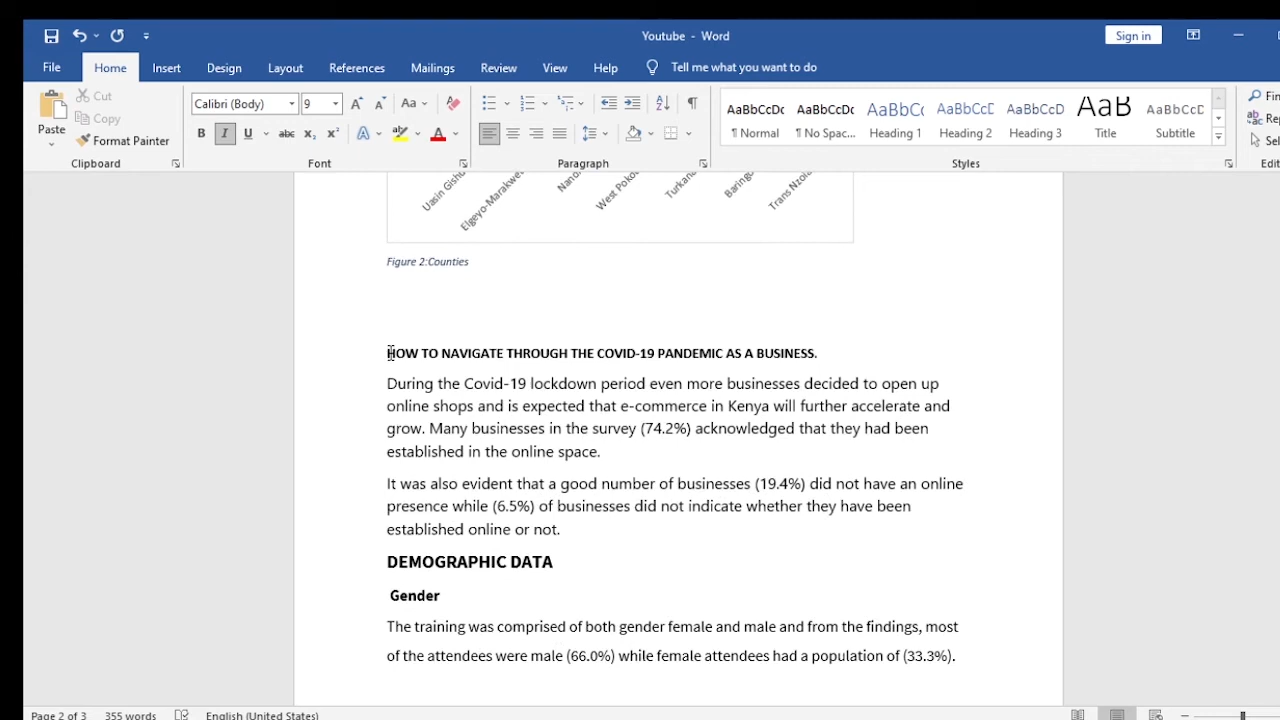 Youtube - Word
Sign in
File Home Insert Design Layout References Mailings Review View Help Tell me what you want to do
Paste
Cut
Copy
Format Painter
Clipboard
Calibri (Body) 9
Font
Paragraph
AaBbCcDc AaBbCcDc AaBbC AaBbCcD AaBbCcD AaB AaBbCcD
¶ Normal ¶ No Spac... Heading 1 Heading 2 Heading 3 Title Subtitle
Styles
Uasin Gishu
Elgeyo-Marakwe
West Poko
Turkana
Baringo
Trans Nzo
Figure 2:Counties
HOW TO NAVIGATE THROUGH THE COVID-19 PANDEMIC AS A BUSINESS.
During the Covid-19 lockdown period even more businesses decided to open up
online shops and is expected that e-commerce in Kenya will further accelerate and
grow. Many businesses in the survey (74.2%) acknowledged that they had been
established in the online space.
It was also evident that a good number of businesses (19.4%) did not have an online
presence while (6.5%) of businesses did not indicate whether they have been
established online or not.
DEMOGRAPHIC DATA
Gender
The training was comprised of both gender female and male and from the findings, most
of the attendees were male (66.0%) while female attendees had a population of (33.3%).
Page 2 of 3 355 words English (United States)